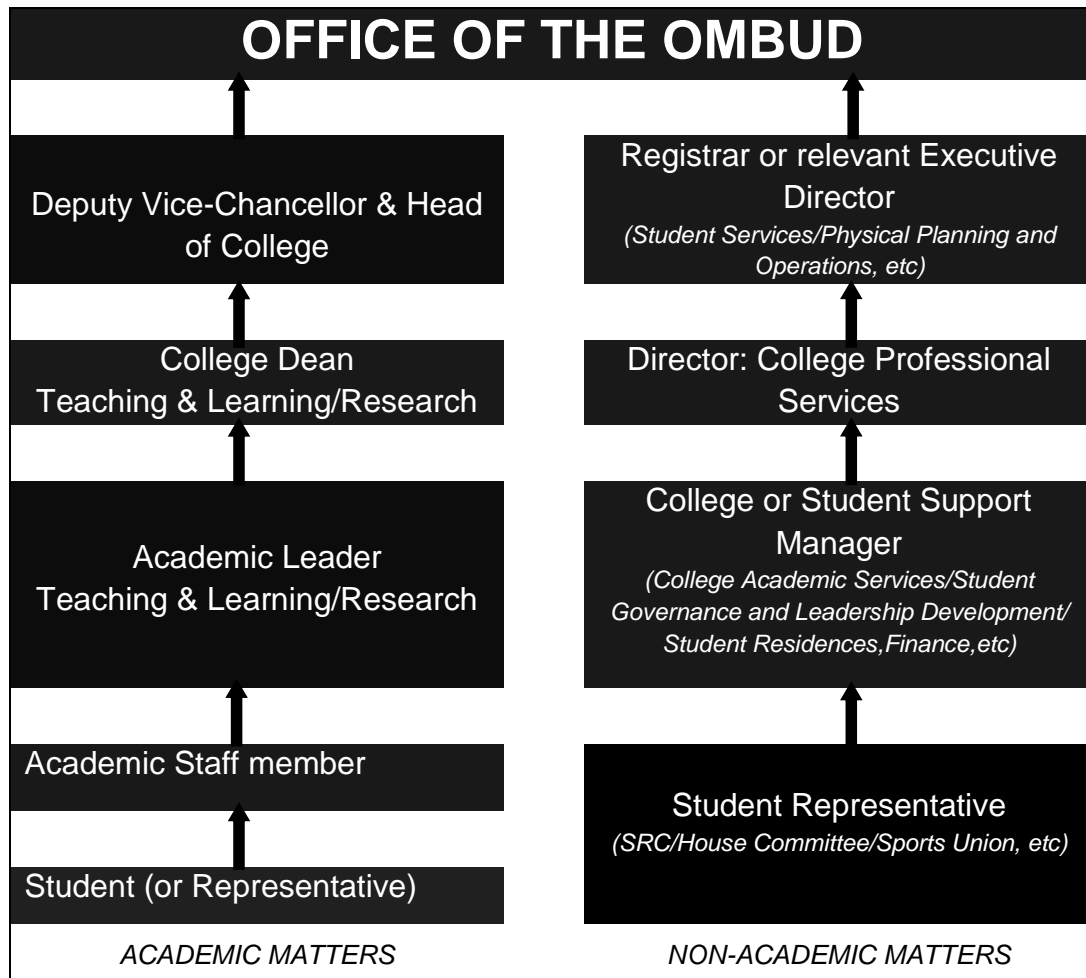 OFFICE OF THE OMBUD
Deputy Vice-Chancellor & Head
of College
College Dean
Teaching & Learning/Research
Academic Leader
Teaching & Learning/Research
Academic Staff member
Student (or Representative)
ACADEMIC MATTERS
Registrar or relevant Executive
Director
(Student Services/Physical Planning and
Operations, etc)
Director: College Professional
Services
College or Student Support
Manager
(College Academic Services/Student
Governance and Leadership Development/
Student Residences,Finance,etc)
Student Representative
(SRC/House Committee/Sports Union, etc)
NON-ACADEMIC MATTERS